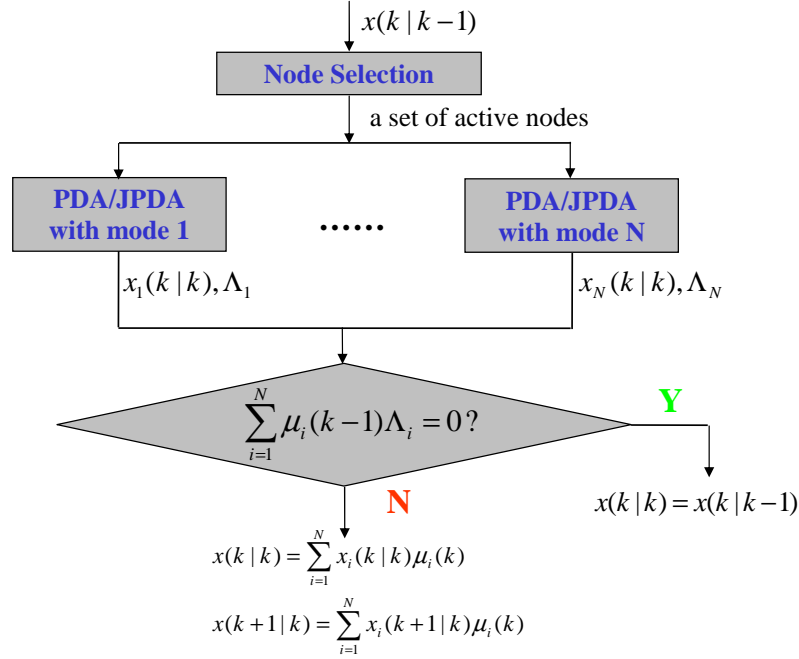 x(k | k−1)
Node Selection
a set of active nodes
PDA/JPDA
with mode 1
......
PDA/JPDA
with mode N
x₁(k | k), Λ₁
x_N(k | k), Λ_N
∑_{i=1}^{N} μ_i(k−1)Λ_i = 0 ?
Y
N
x(k | k) = x(k | k−1)
x(k | k) = ∑_{i=1}^{N} x_i(k | k)μ_i(k)
x(k+1 | k) = ∑_{i=1}^{N} x_i(k+1 | k)μ_i(k)